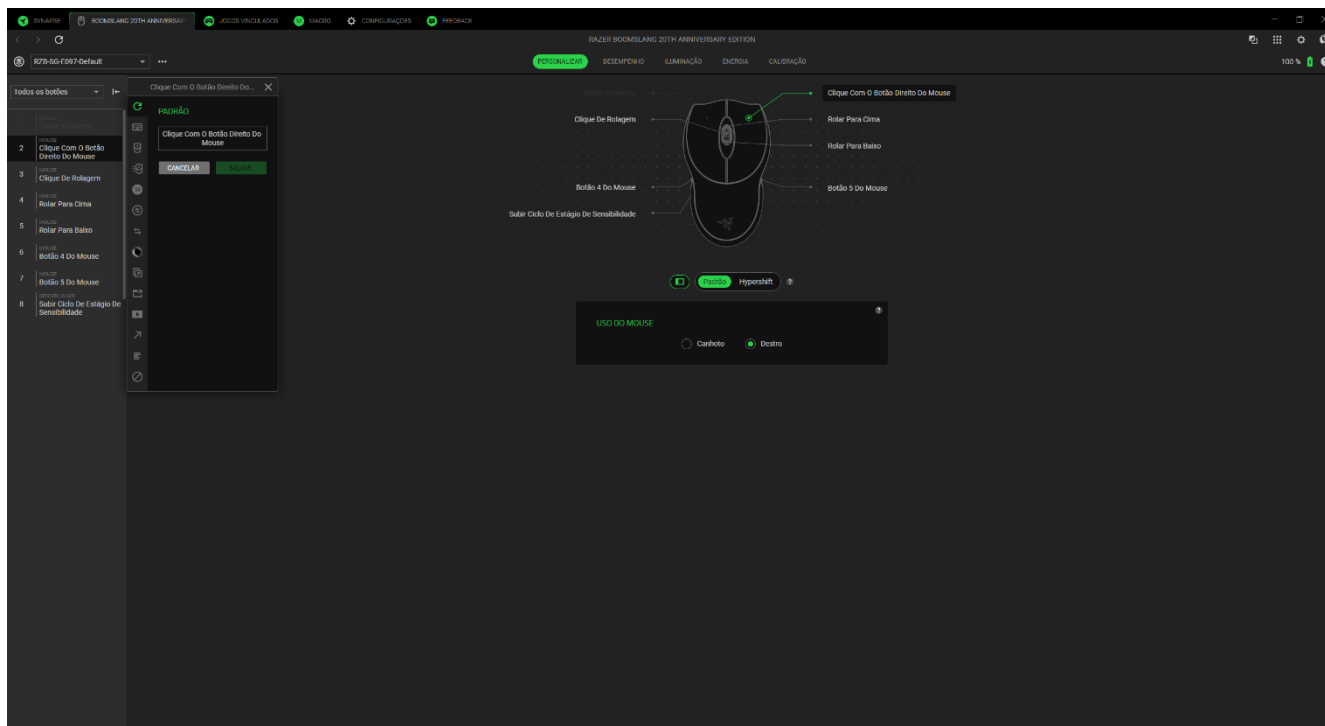 SYNAPSE
BOOMSLANG 20TH ANNIVERSARY
JOGOS VINCULADOS
MACRO
CONFIGURAÇÕES
FEEDBACK
RAZER BOOMSLANG 20TH ANNIVERSARY EDITION
RZB-SG-E097-Default
PERSONALIZAR
DESEMPENHO
ILUMINAÇÃO
ENERGIA
CALIBRAÇÃO
100 %
Todos os botões
1
2
MOUSE
Clique Com O Botão
Direito Do Mouse
3
MOUSE
Clique De Rolagem
4
MOUSE
Rolar Para Cima
5
MOUSE
Rolar Para Baixo
6
MOUSE
Botão 4 Do Mouse
7
MOUSE
Botão 5 Do Mouse
8
SENSIBILIDADE
Subir Ciclo De Estágio De
Sensibilidade
Clique Com O Botão Direito Do...
PADRÃO
Clique Com O Botão Direito Do
Mouse
CANCELAR
SALVAR
Clique Esquerdo
Clique De Rolagem
Botão 4 Do Mouse
Subir Ciclo De Estágio De Sensibilidade
Clique Com O Botão Direito Do Mouse
Rolar Para Cima
Rolar Para Baixo
Botão 5 Do Mouse
Padrão
Hypershift
?
USO DO MOUSE
?
Canhoto
Destro